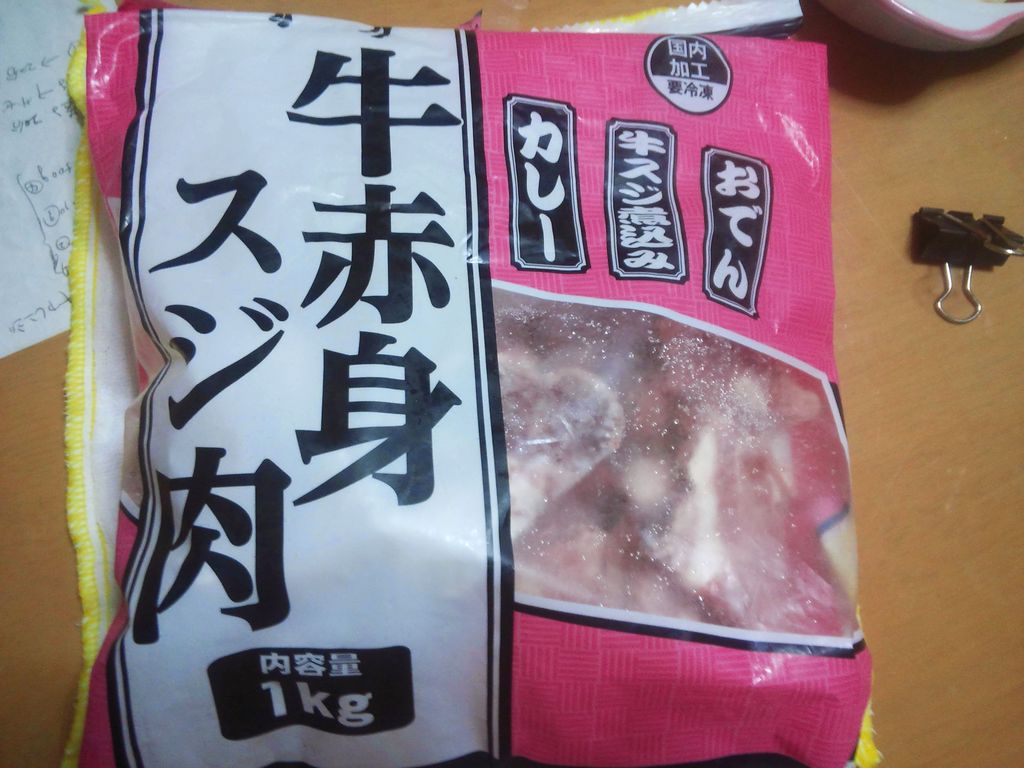 牛赤身
スジ肉
内容量
1kg
国内
加工
要冷凍
おでん
牛スジ煮込み
カレー